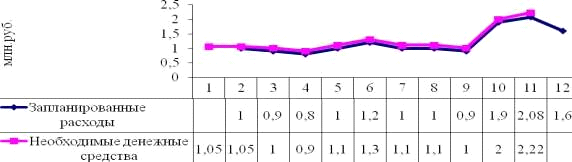 млн.руб
2,5
2
1,5
1
0,5
0
1 2 3 4 5 6 7 8 9 10 11 12
Запланированные расходы 1 0,9 0,8 1 1,2 1 1 0,9 1,9 2,08 1,6
Необходимые денежные средства 1,05 1,05 1 0,9 1,1 1,3 1,1 1,1 1 2 2,22